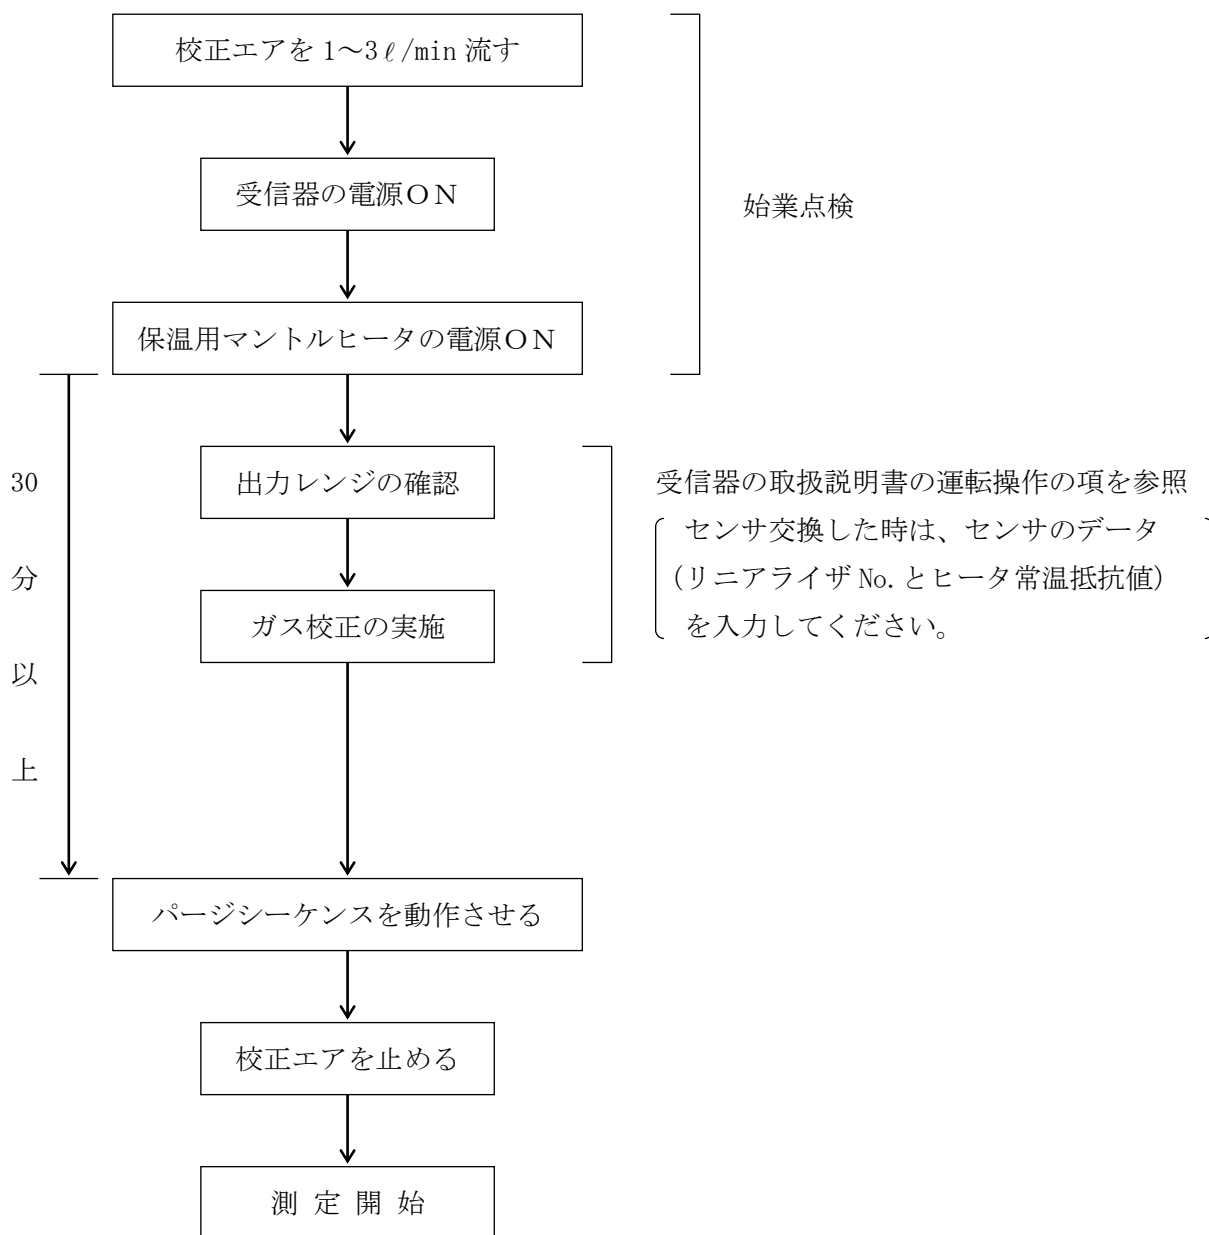 校正エアを1～3ℓ/min 流す
受信器の電源ＯＮ
始業点検
保温用マントルヒータの電源ＯＮ
30
分
以
上
出力レンジの確認
ガス校正の実施
受信器の取扱説明書の運転操作の項を参照
センサ交換した時は、センサのデータ
(リニアライザ No.とヒータ常温抵抗値)
を入力してください。
パージシーケンスを動作させる
校正エアを止める
測 定 開 始